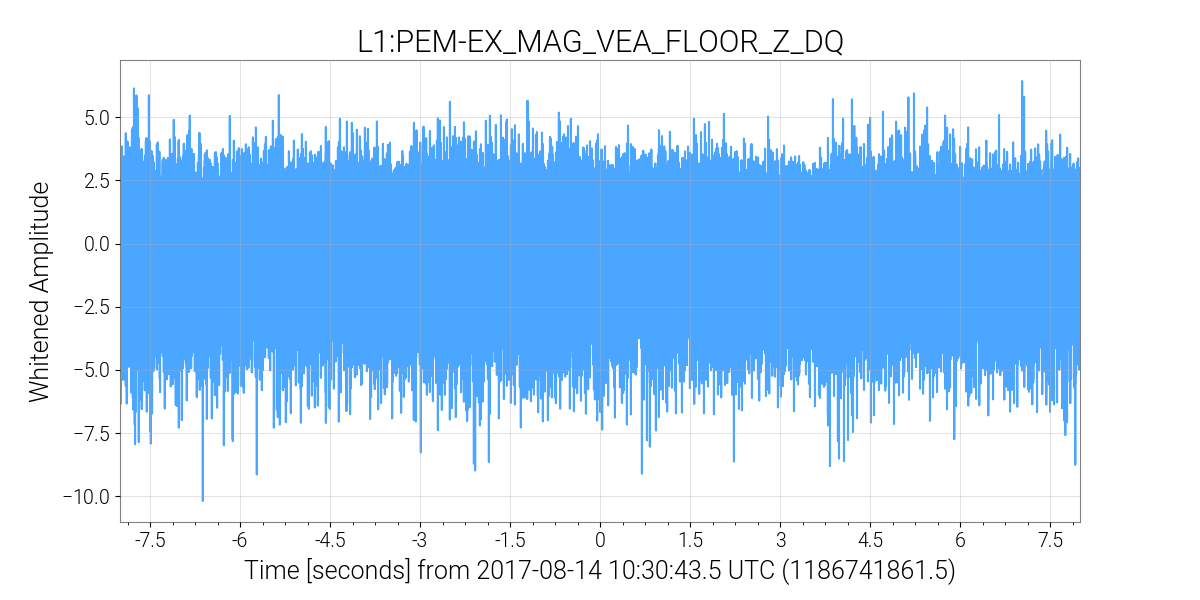 L1:PEM-EX_MAG_VEA_FLOOR_Z_DQ
Whitened Amplitude
5.0
2.5
0.0
−2.5
−5.0
−7.5
−10.0
-7.5 -6 -4.5 -3 -1.5 0 1.5 3 4.5 6 7.5
Time [seconds] from 2017-08-14 10:30:43.5 UTC (1186741861.5)